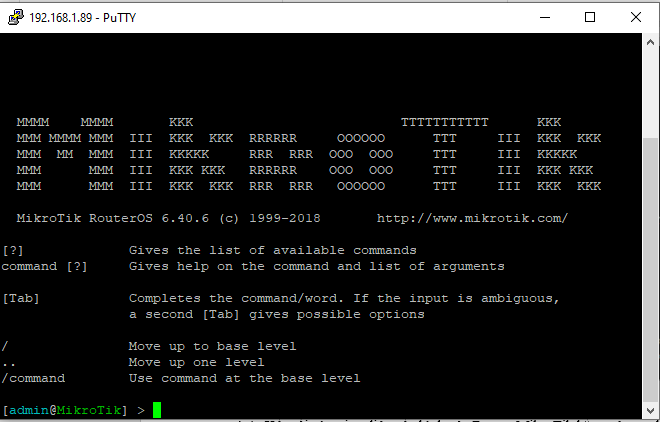 192.168.1.89 - PuTTY
MMMM    MMMM       KKK                          TTTTTTTTTTT      KKK
MMM MMMM MMM  III  KKK  KKK  RRRRRR     OOOOOO      TTT     III  KKK  KKK
MMM  MM  MMM  III  KKKKK     RRR  RRR  OOO  OOO     TTT     III  KKKKK
MMM      MMM  III  KKK KKK   RRRRRR    OOO  OOO     TTT     III  KKK KKK
MMM      MMM  III  KKK  KKK  RRR  RRR   OOOOOO      TTT     III  KKK  KKK
MikroTik RouterOS 6.40.6 (c) 1999-2018       http://www.mikrotik.com/
[?]             Gives the list of available commands
command [?]     Gives help on the command and list of arguments
[Tab]           Completes the command/word. If the input is ambiguous,
a second [Tab] gives possible options
/               Move up to base level
..              Move up one level
/command        Use command at the base level
[admin@MikroTik] >